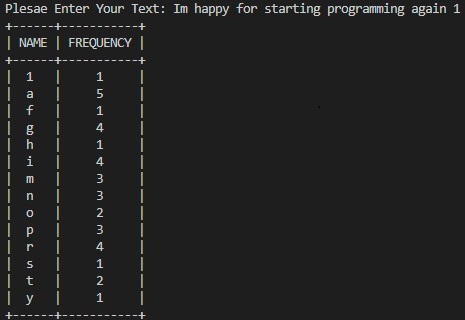 Plesae Enter Your Text: Im happy for starting programming again 1
+------+-----------+
| NAME | FREQUENCY |
+------+-----------+
|  1   |     1     |
|  a   |     5     |
|  f   |     1     |
|  g   |     4     |
|  h   |     1     |
|  i   |     4     |
|  m   |     3     |
|  n   |     3     |
|  o   |     2     |
|  p   |     3     |
|  r   |     4     |
|  s   |     1     |
|  t   |     2     |
|  y   |     1     |
+------+-----------+